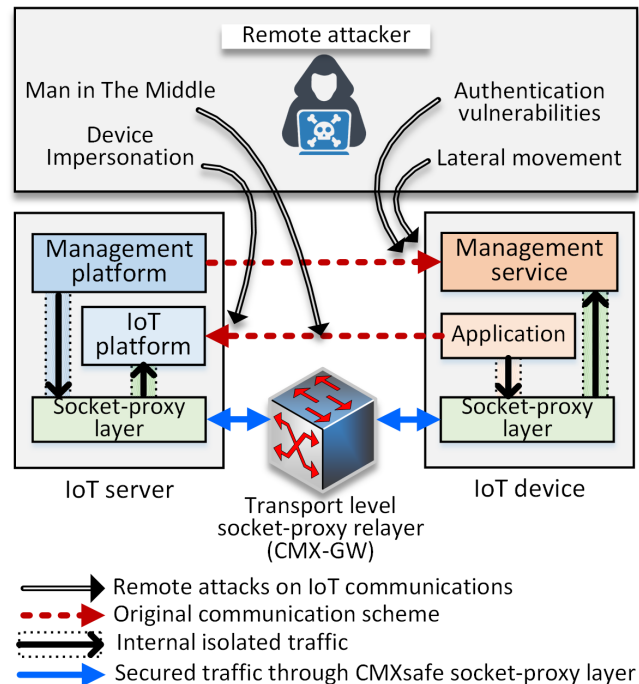 Remote attacker
Man in The Middle
Device
Impersonation
Authentication
vulnerabilities
Lateral movement
Management
platform
IoT
platform
Socket-proxy
layer
IoT server
Management
service
Application
Socket-proxy
layer
IoT device
Transport level
socket-proxy relayer
(CMX-GW)
Remote attacks on IoT communications
Original communication scheme
Internal isolated traffic
Secured traffic through CMXsafe socket-proxy layer